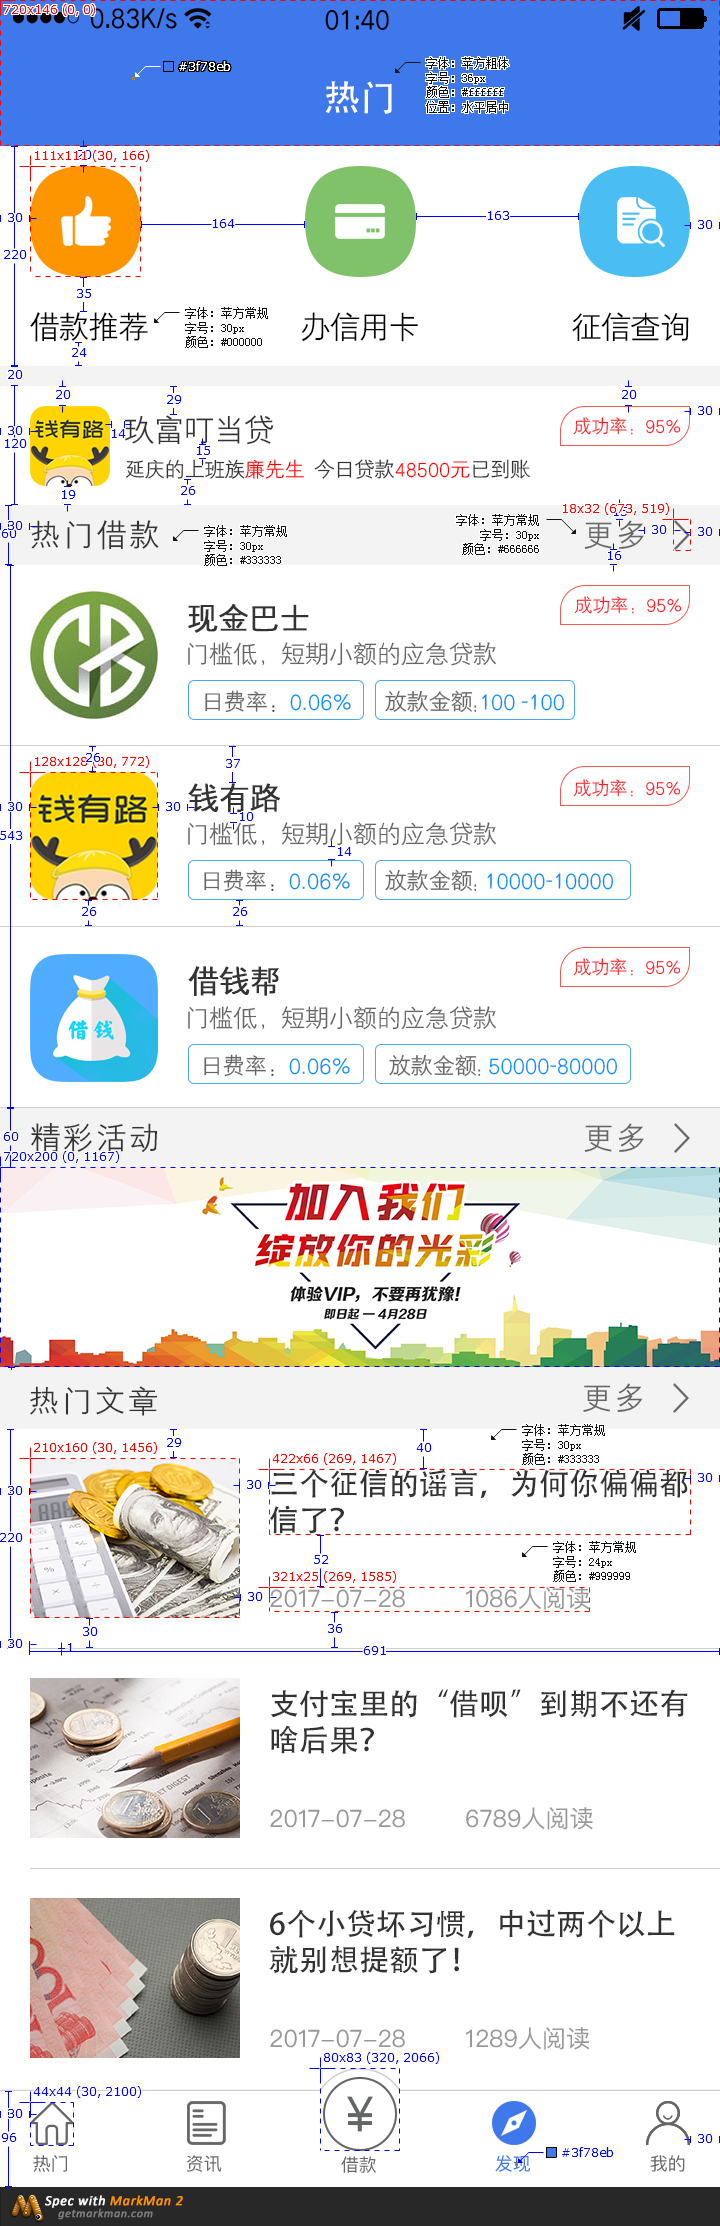 720x146 (0, 0)
0.83K/s
01:40
#3f78eb
字体：苹方粗体
字号：36px
颜色：#ffffff
位置：水平居中
热门
111x111 (30, 166)
20
30
164
163
30
220
35
借款推荐
字体：苹方常规
字号：30px
颜色：#000000
办信用卡
征信查询
24
20
20
29
20
钱有路
14
玖富叮当贷
成功率：95%
30
30
120
15
延庆的上班族廉先生 今日贷款48500元已到账
19
26
18x32 (673, 519)
30
60
热门借款
字体：苹方常规
字号：30px
颜色：#333333
字体：苹方常规
字号：30px
颜色：#666666
更多
30
30
16
现金巴士
成功率：95%
门槛低，短期小额的应急贷款
日费率：0.06%
放款金额:100 -100
128x128 (30, 772)
26
37
30
钱有路
30
钱有路
成功率：95%
10
543
门槛低，短期小额的应急贷款
14
日费率：0.06%
放款金额: 10000-10000
26
26
借钱
借钱帮
成功率：95%
门槛低，短期小额的应急贷款
日费率：0.06%
放款金额: 50000-80000
60
精彩活动
更多
720x200 (0, 1167)
加入我们
绽放你的光彩
体验VIP，不要再犹豫!
即日起 — 4月28日
热门文章
更多
字体：苹方常规
字号：30px
颜色：#333333
210x160 (30, 1456)
29
40
422x66 (269, 1467)
30
30
30
三个征信的谣言，为何你偏偏都
信了?
220
52
字体：苹方常规
字号：24px
颜色：#999999
321x25 (269, 1585)
30
2017-07-28
1086人阅读
30
36
30
1
691
支付宝里的“借呗”到期不还有
啥后果?
2017-07-28
6789人阅读
6个小贷坏习惯，中过两个以上
就别想提额了!
2017-07-28
1289人阅读
80x83 (320, 2066)
44x44 (30, 2100)
30
96
30
#3f78eb
热门
资讯
借款
发现
我的
Spec with MarkMan 2
getmarkman.com